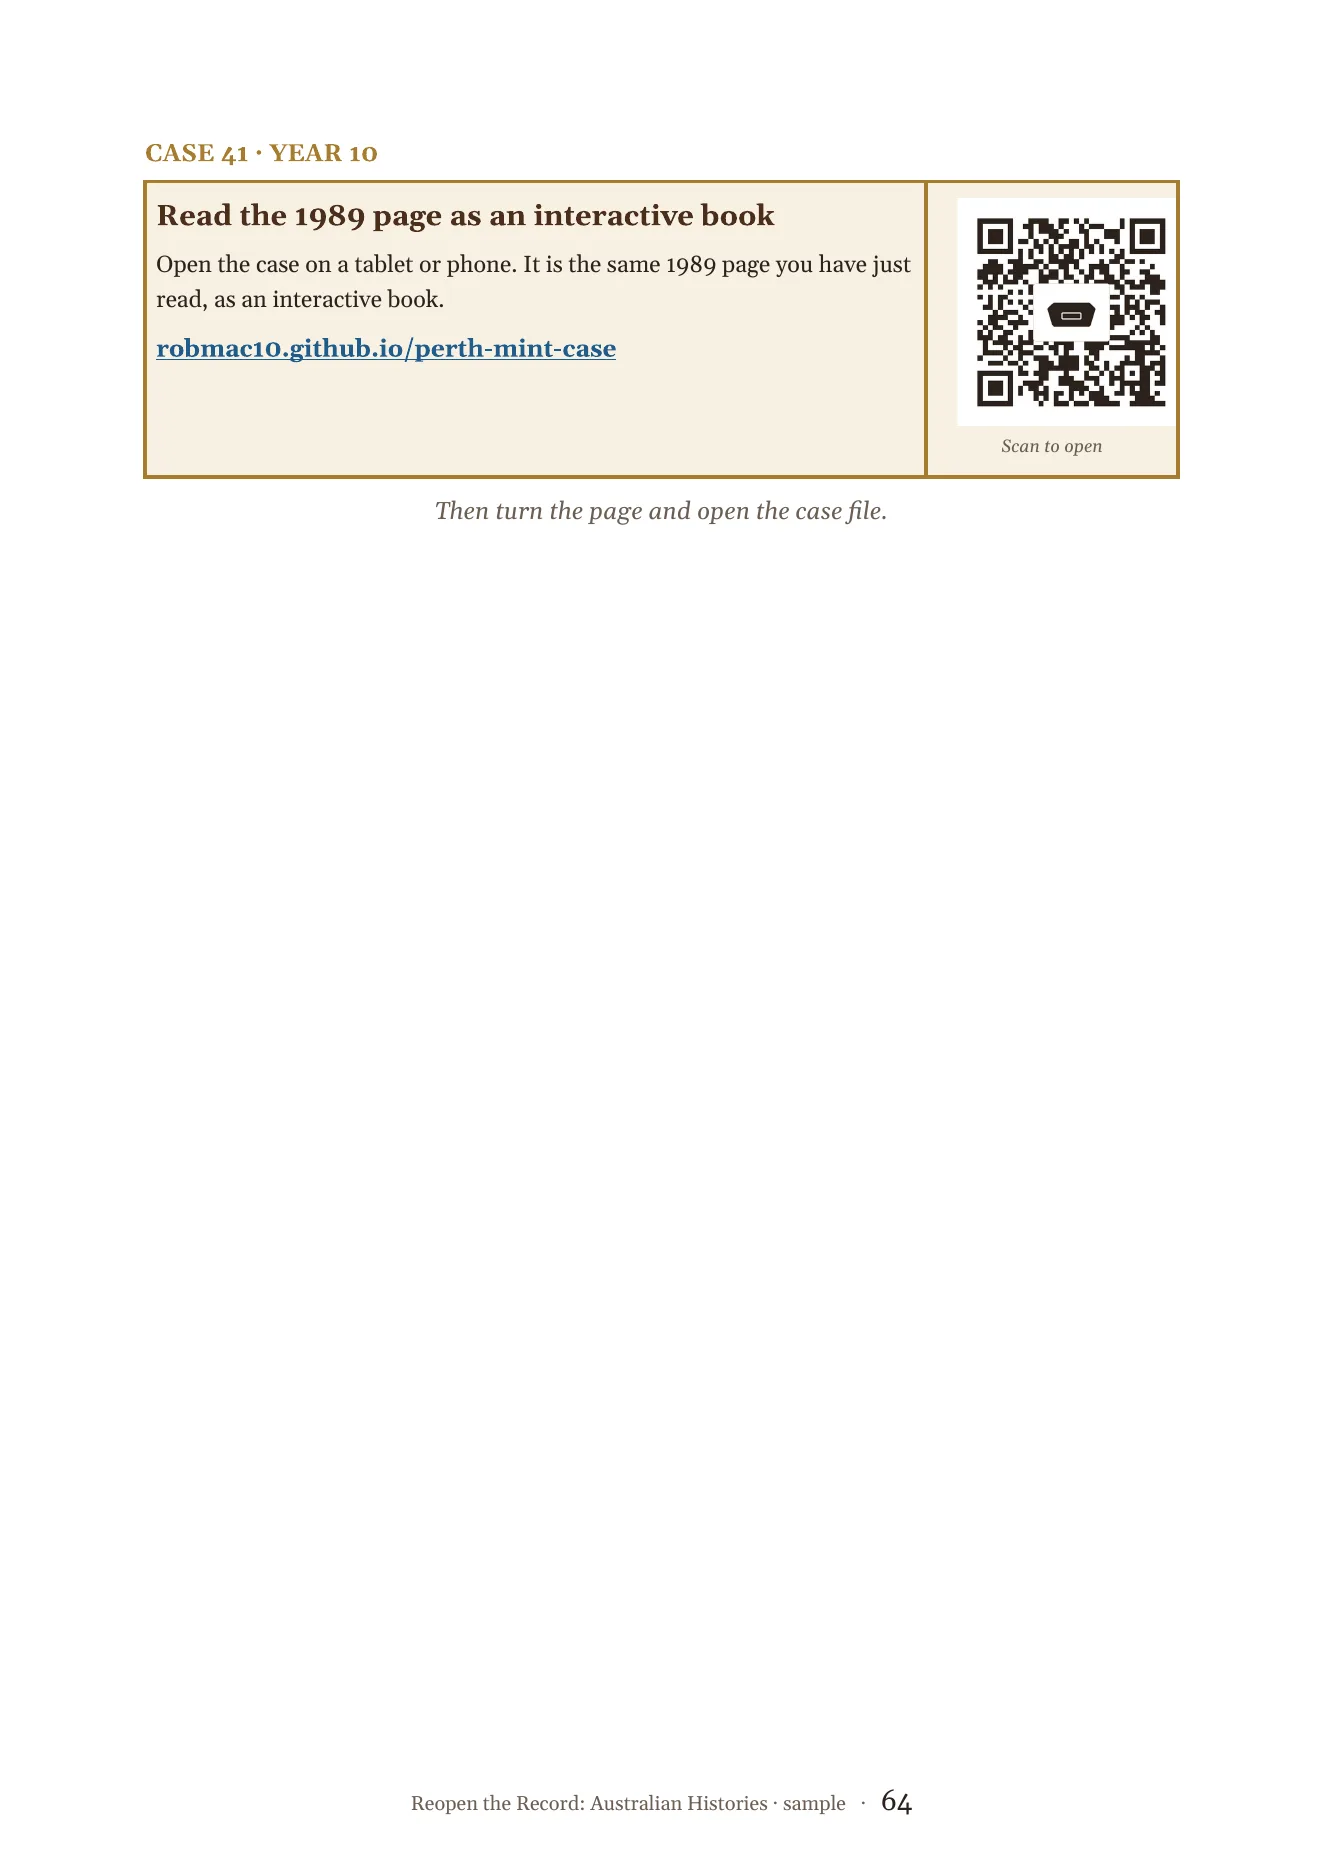 CASE 41 · YEAR 10
Read the 1989 page as an interactive book
Open the case on a tablet or phone. It is the same 1989 page you have just
read, as an interactive book.
robmac10.github.io/perth-mint-case
Scan to open
Then turn the page and open the case file.
Reopen the Record: Australian Histories · sample · 64